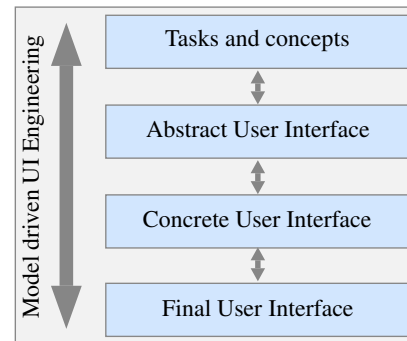 Model driven UI Engineering
Tasks and concepts
Abstract User Interface
Concrete User Interface
Final User Interface